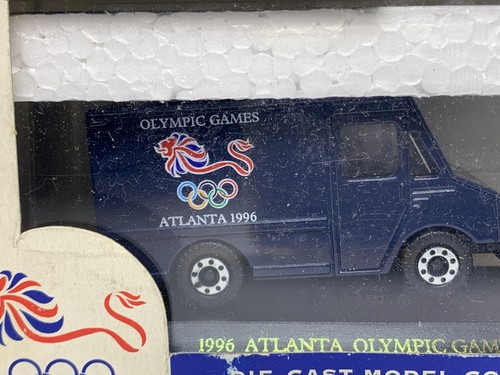 OLYMPIC GAMES
ATLANTA 1996
1996 ATLANTA OLYMPIC GAM
DIE CAST MODEL CO